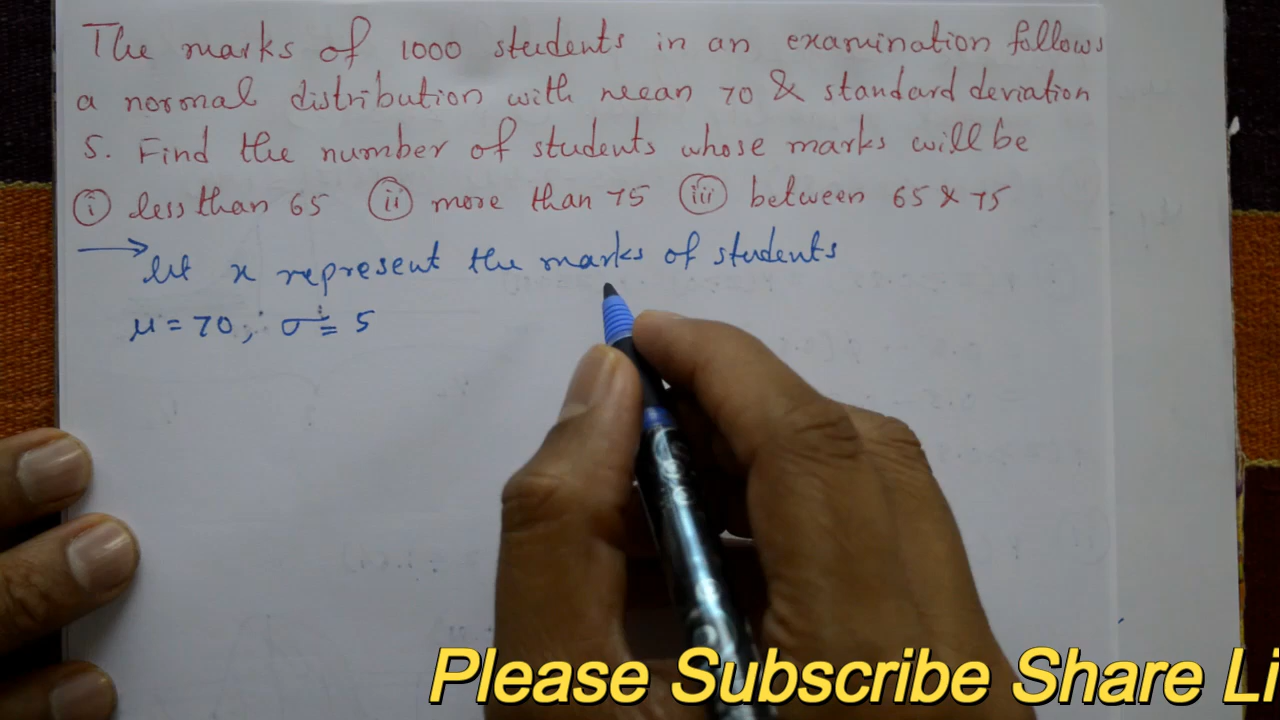 The marks of 1000 students in an examination follows
a normal distribution with mean 70 & standard deviation
5. Find the number of students whose marks will be
(i) less than 65 (ii) more than 75 (iii) between 65 & 75
→ let x represent the marks of students
μ = 70, σ = 5
Please Subscribe Share Li